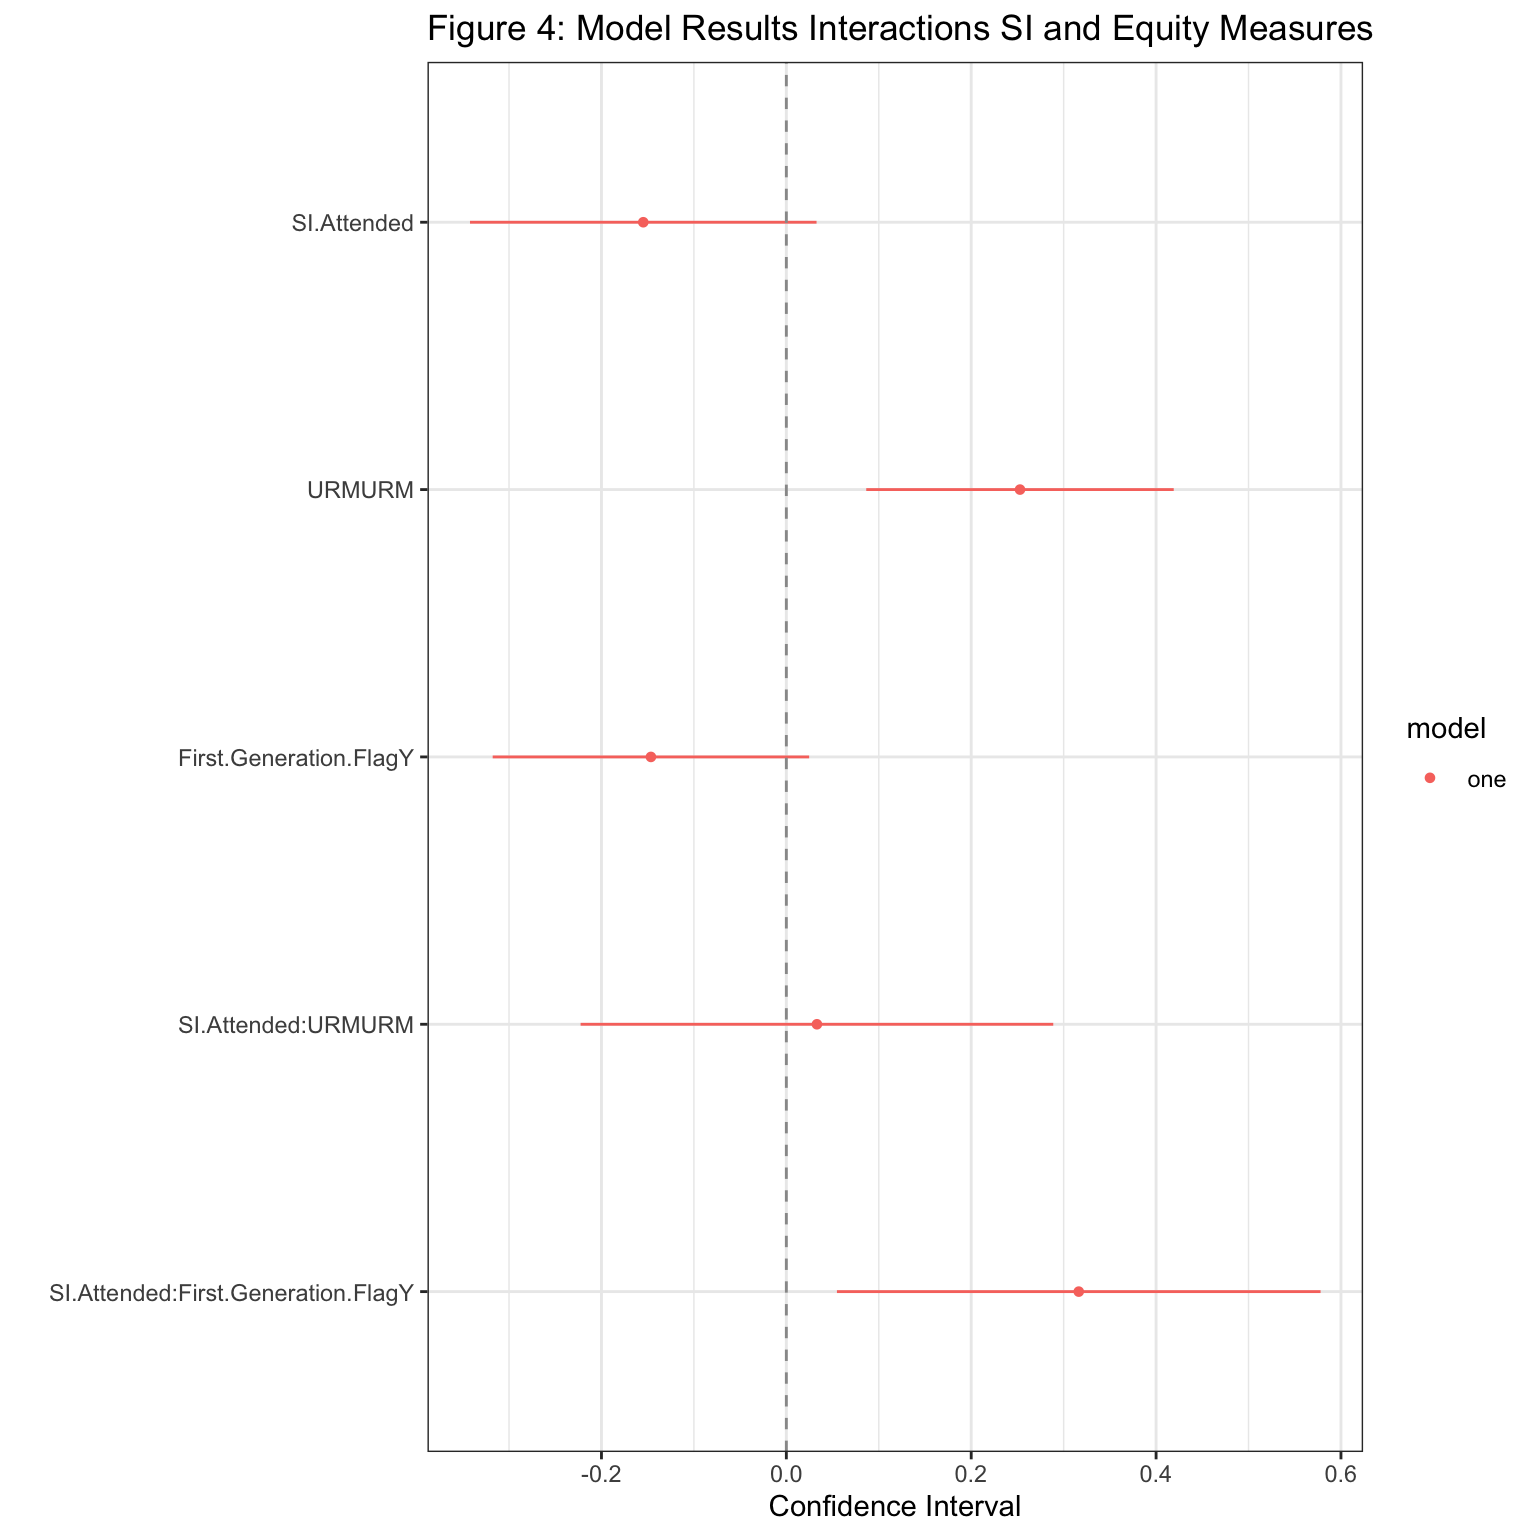 Figure 4: Model Results Interactions SI and Equity Measures
SI.Attended
URMURM
First.Generation.FlagY
SI.Attended:URMURM
SI.Attended:First.Generation.FlagY
-0.2 0.0 0.2 0.4 0.6
Confidence Interval
model
one